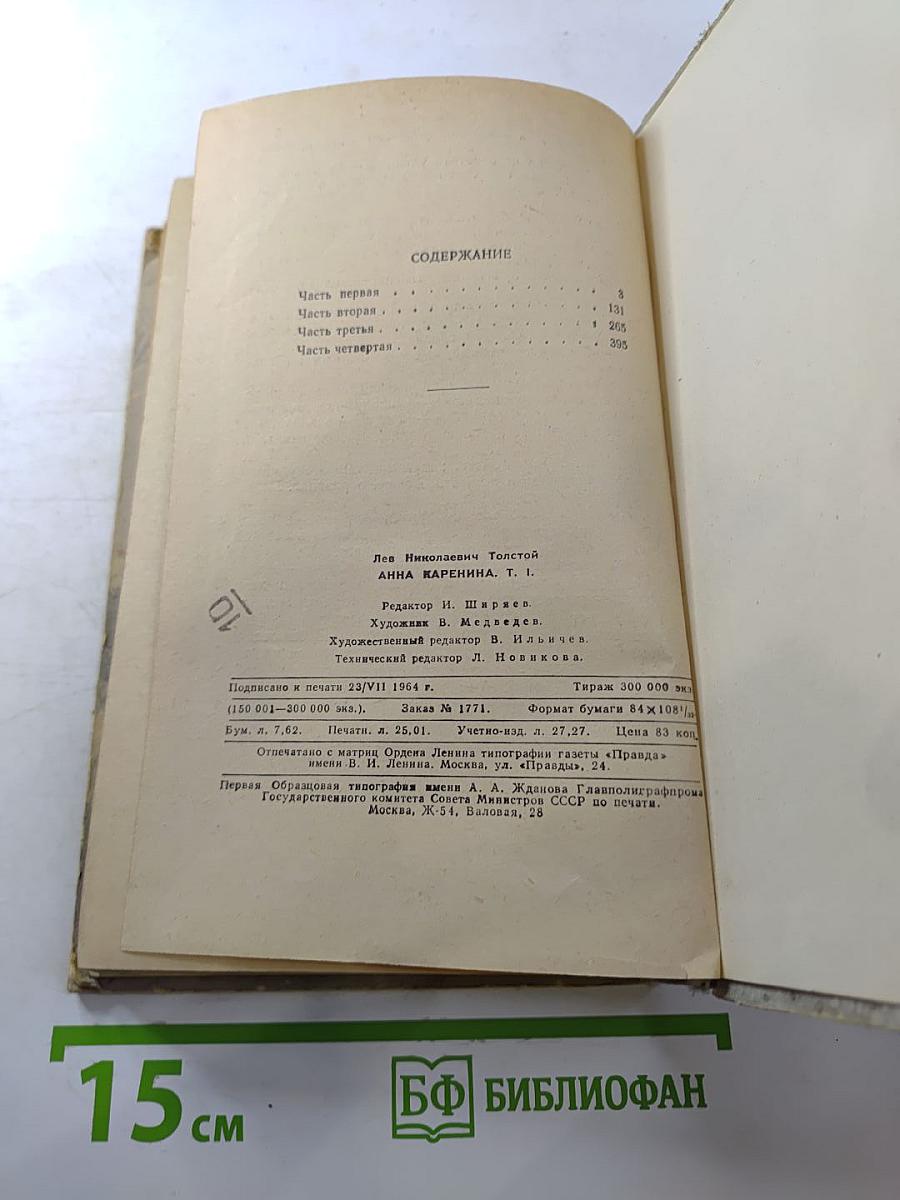 СОДЕРЖАНИЕ
Часть первая . . . . . . . . . . . . . 3
Часть вторая . . . . . . . . . . . . . 131
Часть третья . . . . . . . . . . . . . 265
Часть четвертая . . . . . . . . . . . . 395
Лев Николаевич Толстой
АННА КАРЕНИНА. Т. I.
10
Редактор И. Ширяев.
Художник В. Медведев.
Художественный редактор В. Ильичев.
Технический редактор Л. Новикова.
Подписано к печати 23/VII 1964 г. Тираж 300 000 экз
(150 001—300 000 экз.). Заказ № 1771. Формат бумаги 84×108¹/₃₂
Бум. л. 7,62. Печатн. л. 25,01. Учетно-изд. л. 27,27. Цена 83 коп.
Отпечатано с матриц Ордена Ленина типографии газеты «Правда»
имени В. И. Ленина. Москва, ул. «Правды», 24.
Первая Образцовая типография имени А. А. Жданова Главполиграфпрома
Государственного комитета Совета Министров СССР по печати.
Москва, Ж-54, Валовая, 28
15 см БФ БИБЛИОФАН